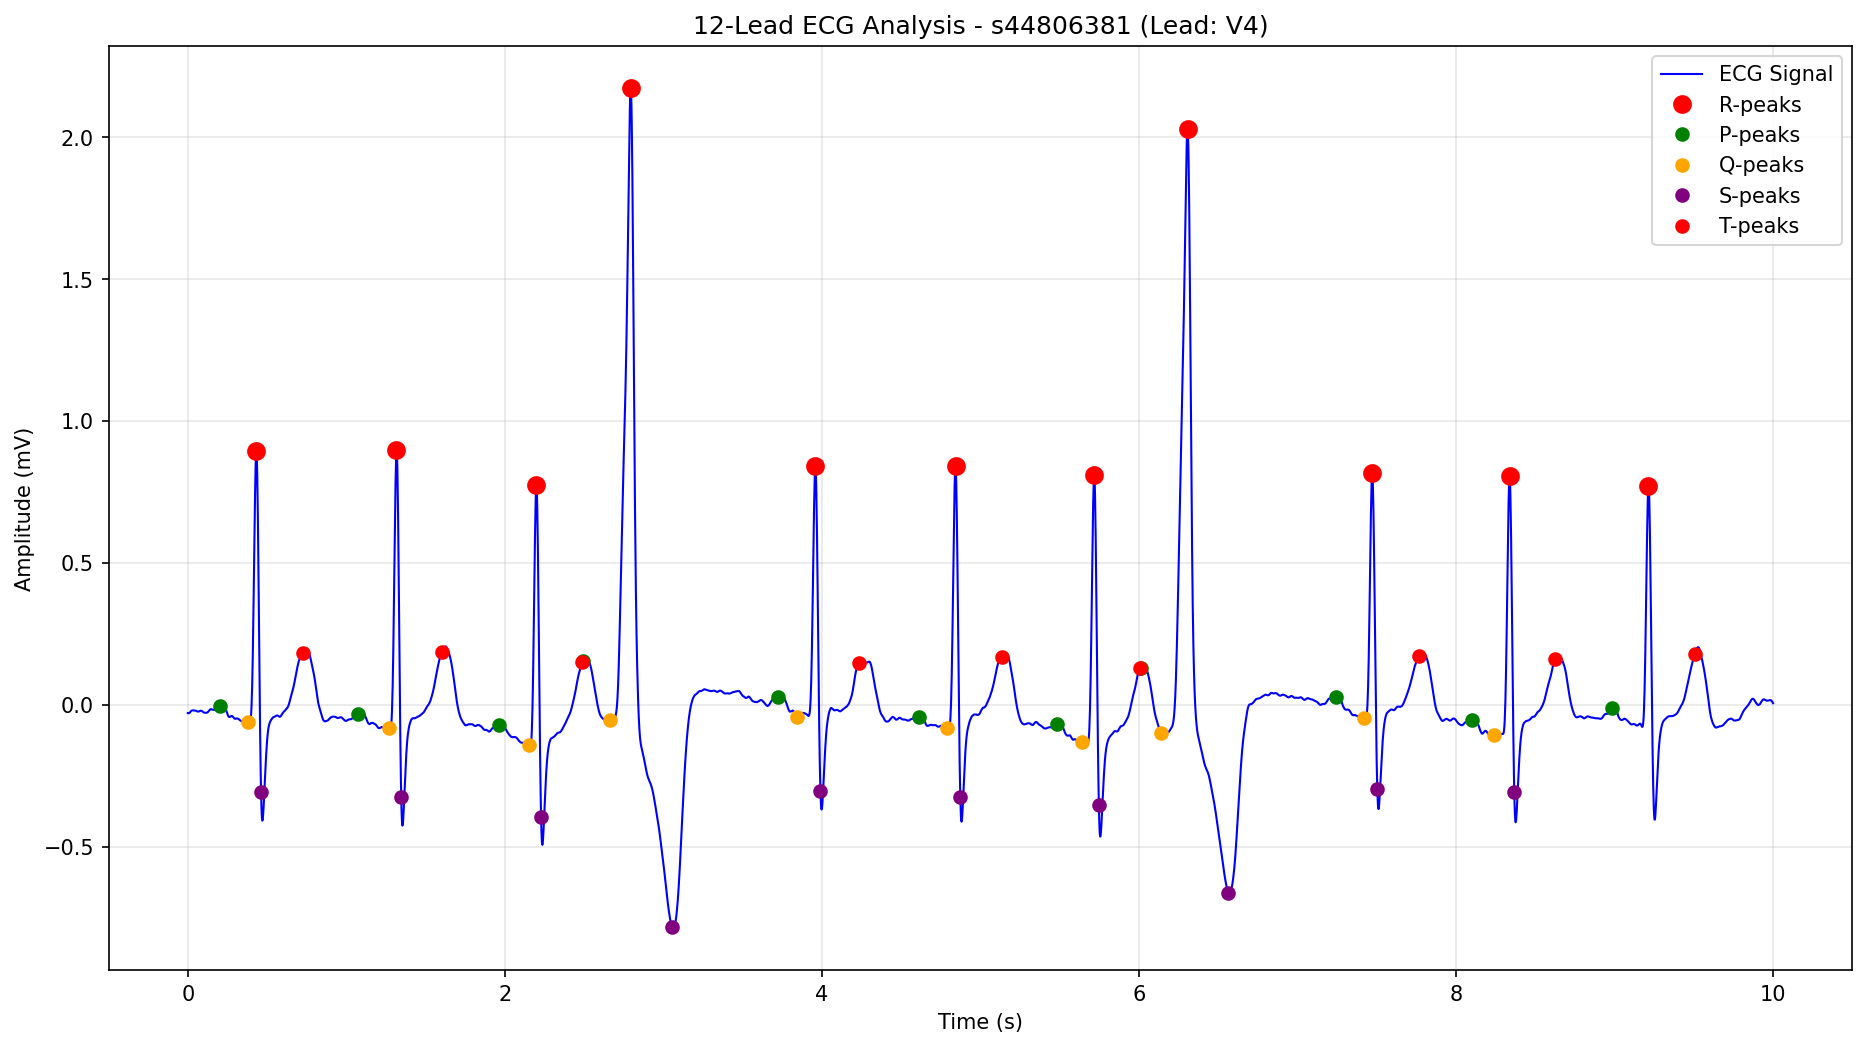 12-Lead ECG Analysis - s44806381 (Lead: V4)
ECG Signal
R-peaks
P-peaks
Q-peaks
S-peaks
T-peaks
Amplitude (mV)
2.0
1.5
1.0
0.5
0.0
−0.5
0 2 4 6 8 10
Time (s)